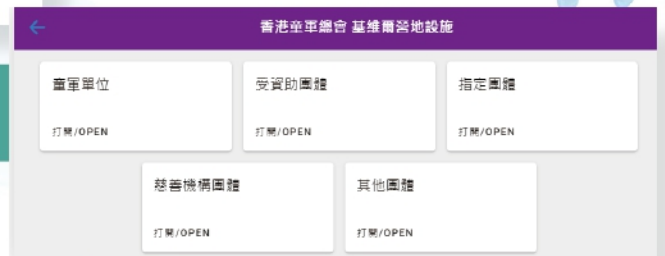 香港童軍總會 基維爾營地設施
童軍單位
受資助團體
指定團體
打開/OPEN
打開/OPEN
打開/OPEN
慈善機構團體
其他團體
打開/OPEN
打開/OPEN